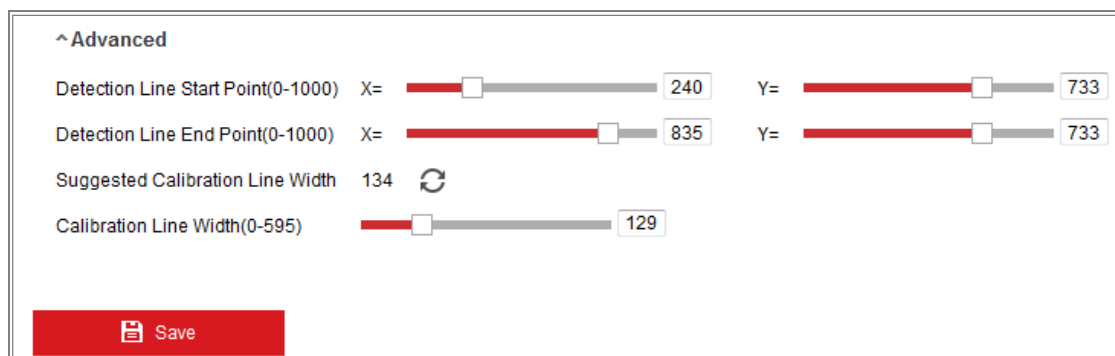 ^Advanced
Detection Line Start Point(0-1000) X= 240 Y= 733
Detection Line End Point(0-1000) X= 835 Y= 733
Suggested Calibration Line Width 134
Calibration Line Width(0-595) 129
Save